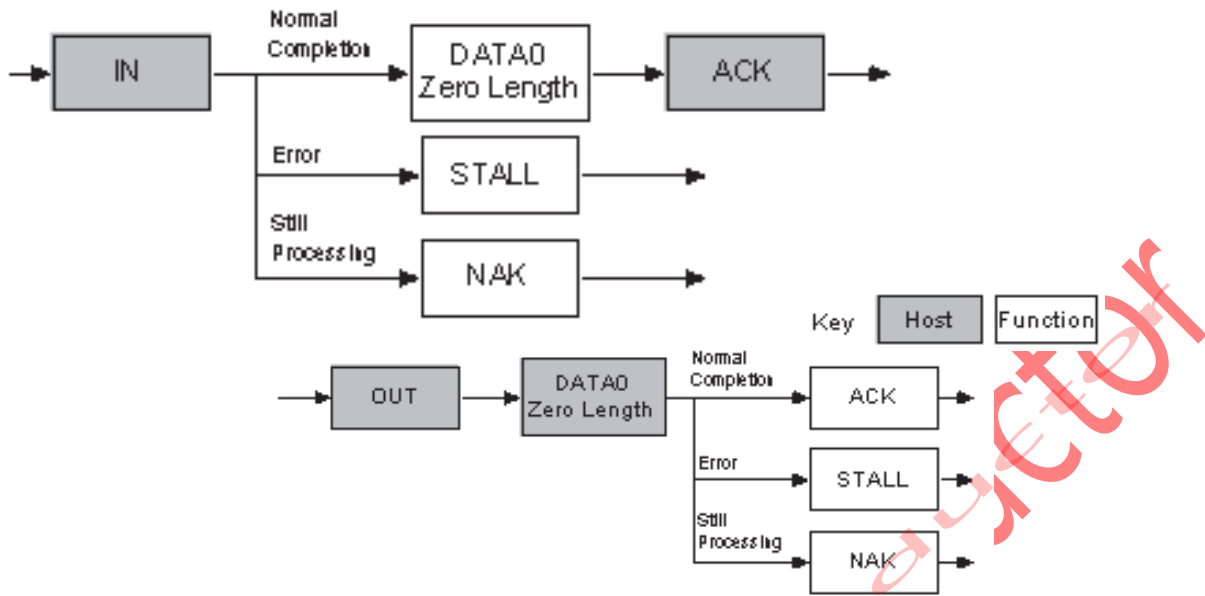 Normal
Completion
IN
DATA0
Zero Length
ACK
Error
STALL
Still
Processing
NAK
Key
Host
Function
OUT
DATA0
Zero Length
Normal
Completion
ACK
Error
STALL
Still
Processing
NAK